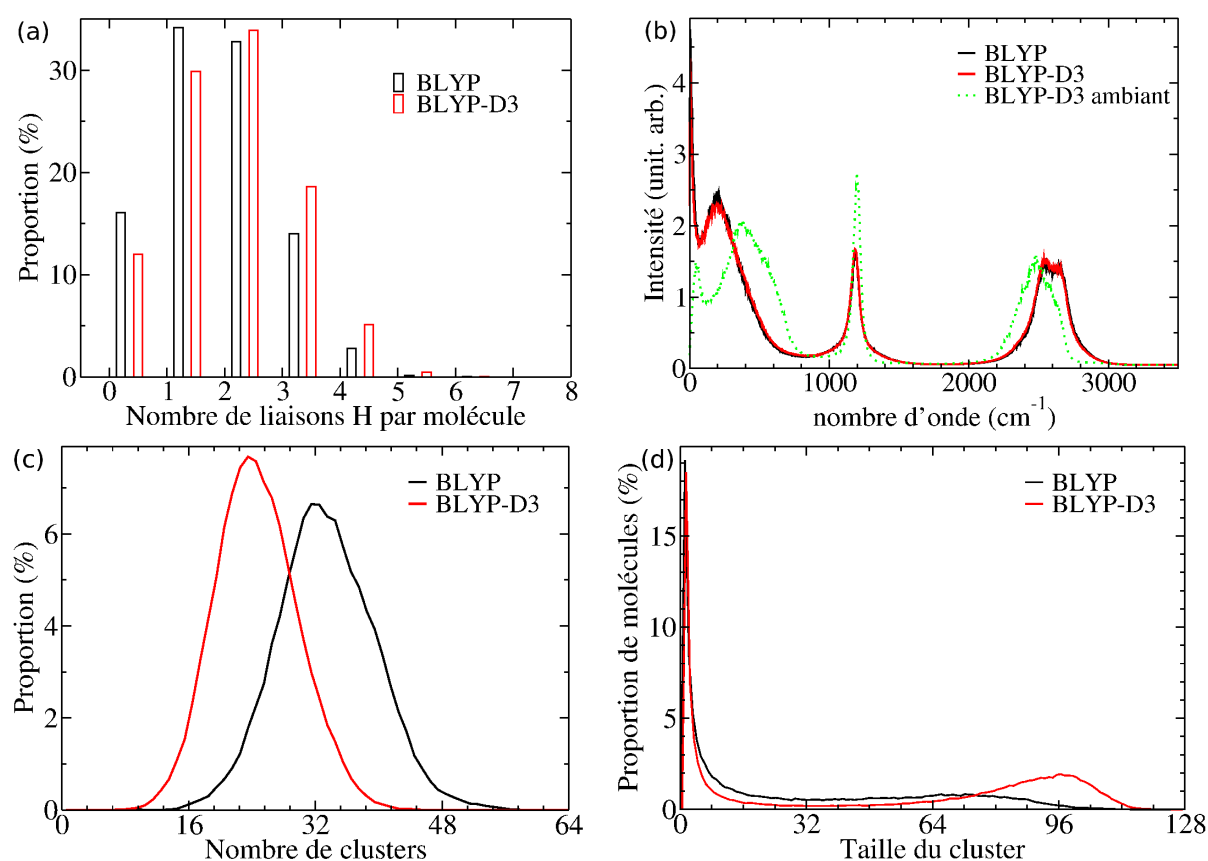 (a)
BLYP
BLYP-D3
Proportion (%)
30
20
10
0
0 1 2 3 4 5 6 7 8
Nombre de liaisons H par molécule
(b)
BLYP
BLYP-D3
BLYP-D3 ambiant
Intensité (unit. arb.)
4
3
2
1
0
0 1000 2000 3000
nombre d'onde (cm-1)
(c)
BLYP
BLYP-D3
Proportion (%)
6
4
2
0
0 16 32 48 64
Nombre de clusters
(d)
BLYP
BLYP-D3
Proportion de molécules (%)
15
10
5
0
0 32 64 96 128
Taille du cluster